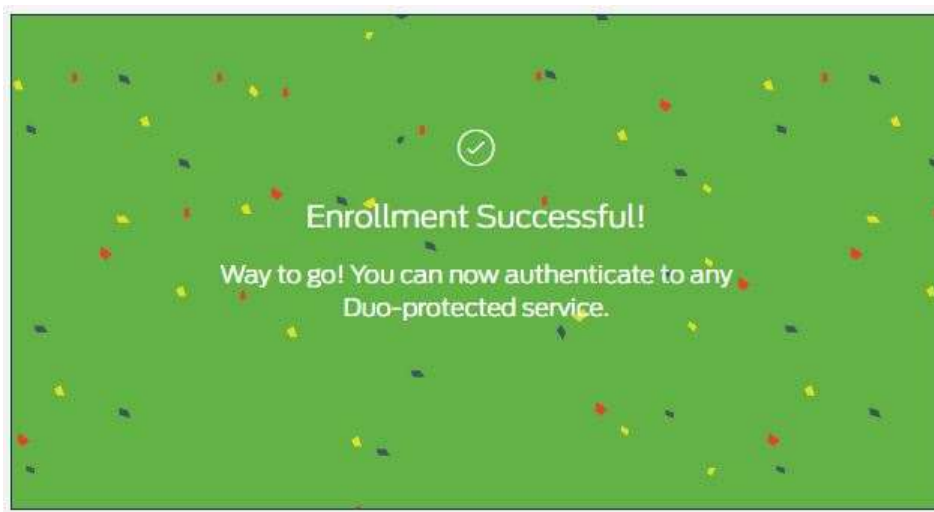 Enrollment Successful!
Way to go! You can now authenticate to any
Duo-protected service.